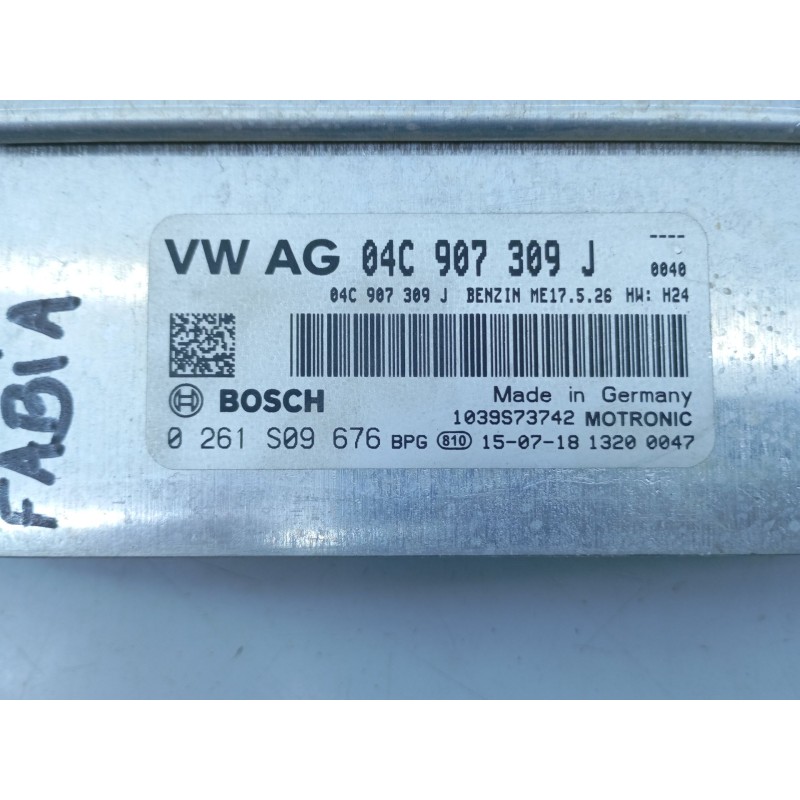 VW AG 04C 907 309 J ----
0040
04C 907 309 J BENZIN ME17.5.26 HW: H24
BOSCH
Made in Germany
1039S73742 MOTRONIC
0 261 S09 676 BPG 810 15-07-18 1320 0047
FABiA